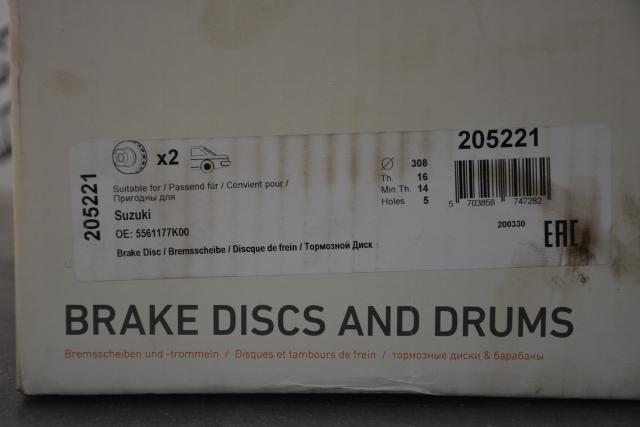 205221
x2
205221
Suitable for / Passend für / Convient pour /
Пригодны для
Suzuki
OE: 5561177K00
Brake Disc / Bremsscheibe / Disque de frein / Тормозной Диск
⌀ 308
Th. 16
Min Th. 14
Holes 5
5 703858 747282
200330
EAC
BRAKE DISCS AND DRUMS
Bremsscheiben und -trommeln / Disques et tambours de frein / тормозные диски & барабаны